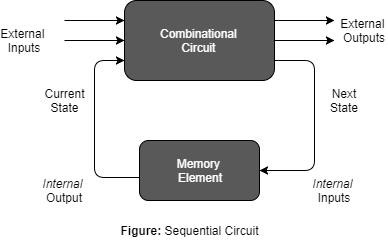 External
Inputs
Combinational
Circuit
External
Outputs
Current
State
Next
State
Memory
Element
Internal
Output
Internal
Inputs
Figure: Sequential Circuit